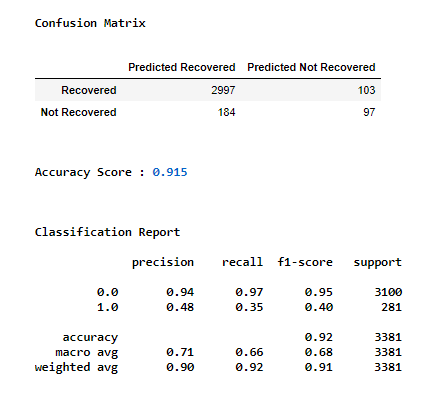 Confusion Matrix
Predicted Recovered Predicted Not Recovered
Recovered 2997 103
Not Recovered 184 97
Accuracy Score : 0.915
Classification Report
precision recall f1-score support
0.0 0.94 0.97 0.95 3100
1.0 0.48 0.35 0.40 281
accuracy 0.92 3381
macro avg 0.71 0.66 0.68 3381
weighted avg 0.90 0.92 0.91 3381